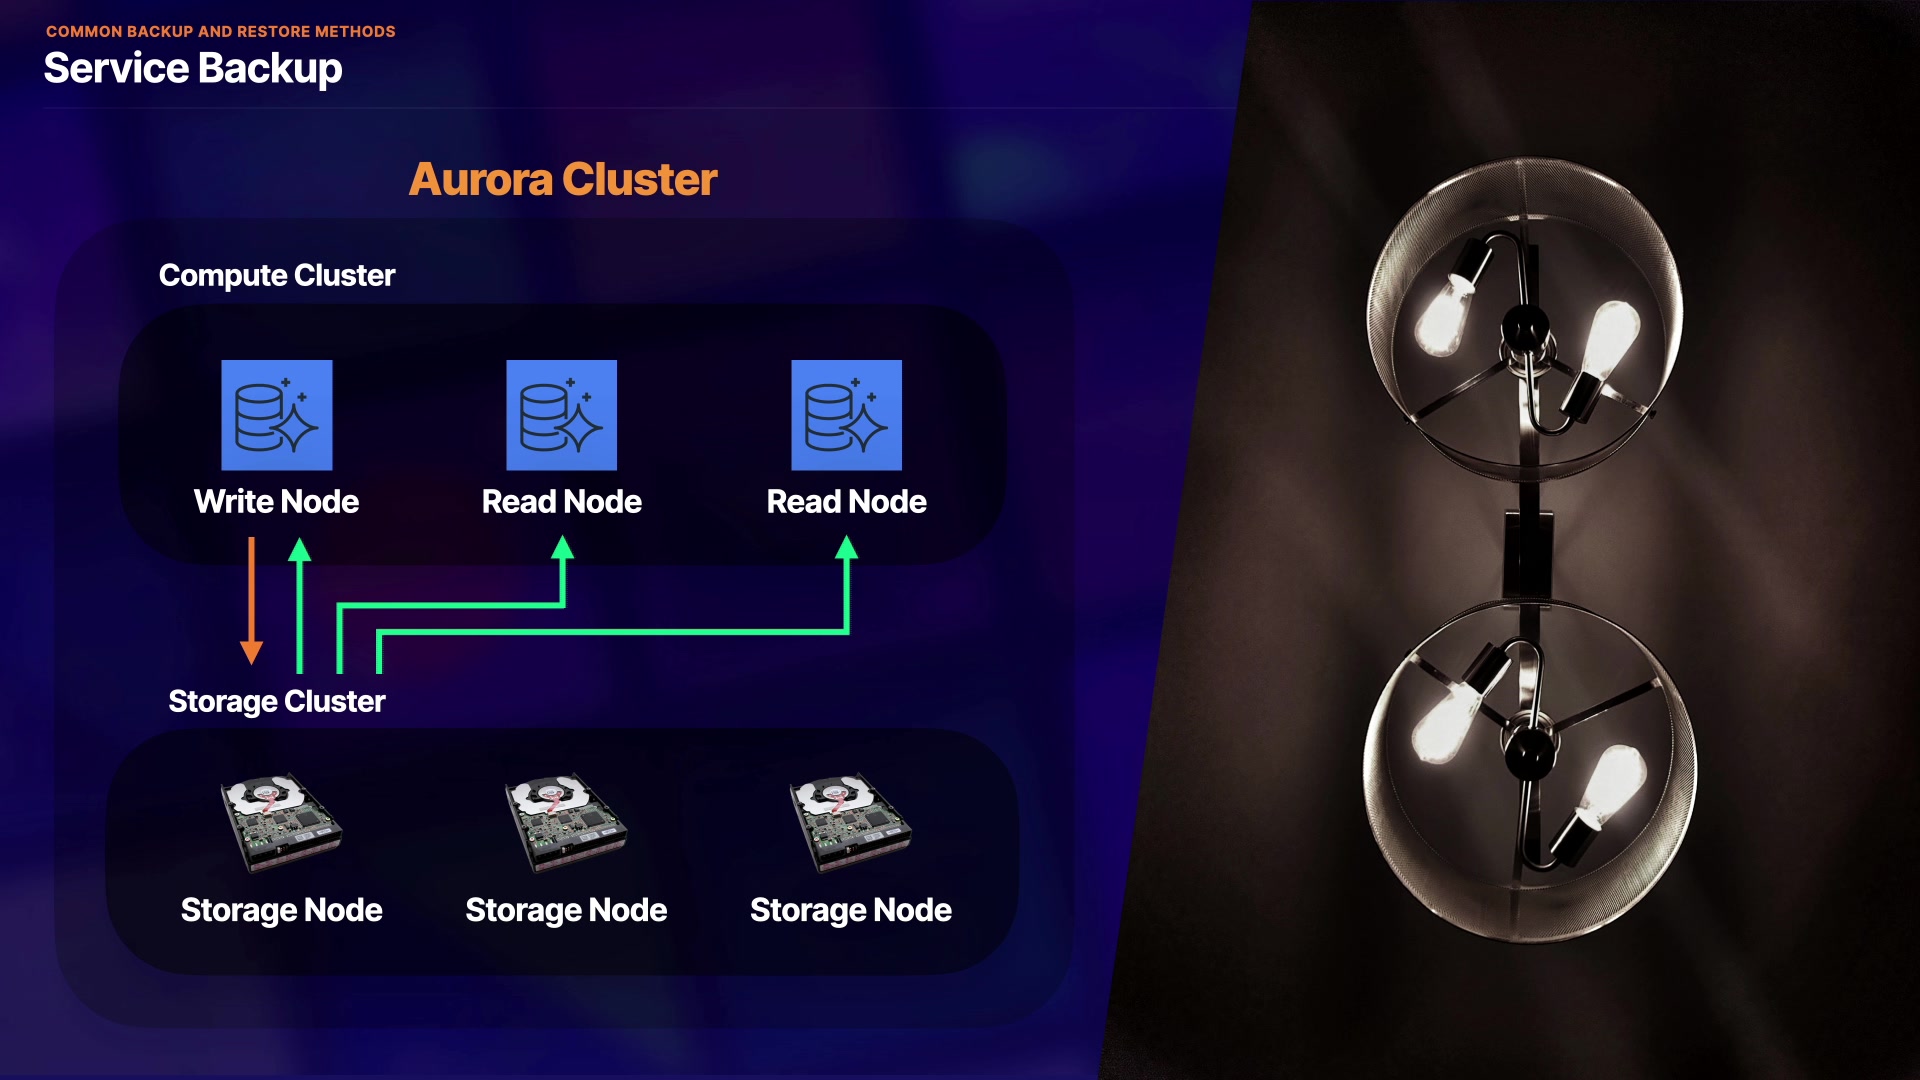 COMMON BACKUP AND RESTORE METHODS
Service Backup
Aurora Cluster
Compute Cluster
Write Node
Read Node
Read Node
Storage Cluster
Storage Node
Storage Node
Storage Node